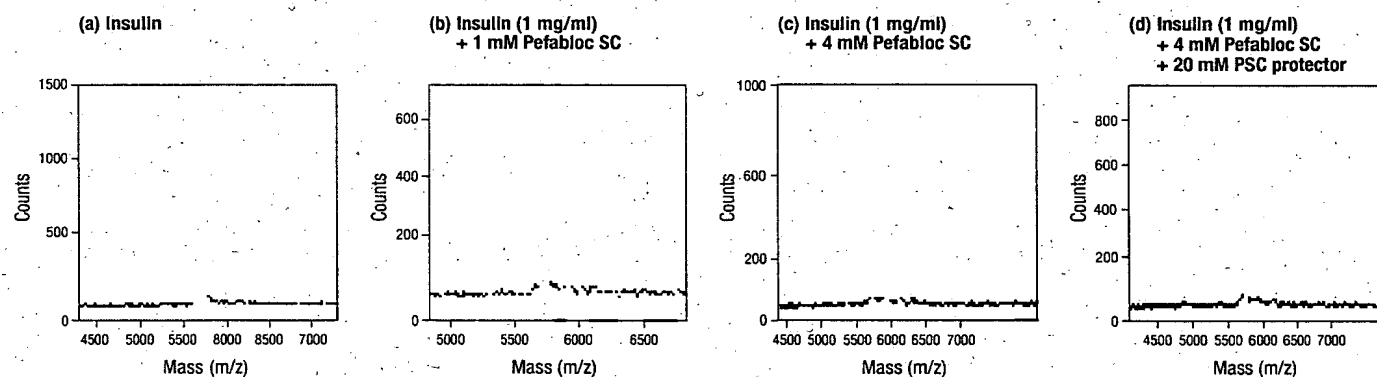 (a) Insulin
1500
1000
500
0
Counts
4500 5000 5500 8000 8500 7000
Mass (m/z)
(b) Insulin (1 mg/ml)
+ 1 mM Pefabloc SC
600
400
200
0
Counts
5000 5500 6000 6500
Mass (m/z)
(c) Insulin (1 mg/ml)
+ 4 mM Pefabloc SC
1000
600
200
0
Counts
4500 5000 5500 6000 6500 7000
Mass (m/z)
(d) Insulin (1 mg/ml)
+ 4 mM Pefabloc SC
+ 20 mM PSC protector
800
600
400
200
0
Counts
4500 5000 5500 6000 6500 7000
Mass (m/z)